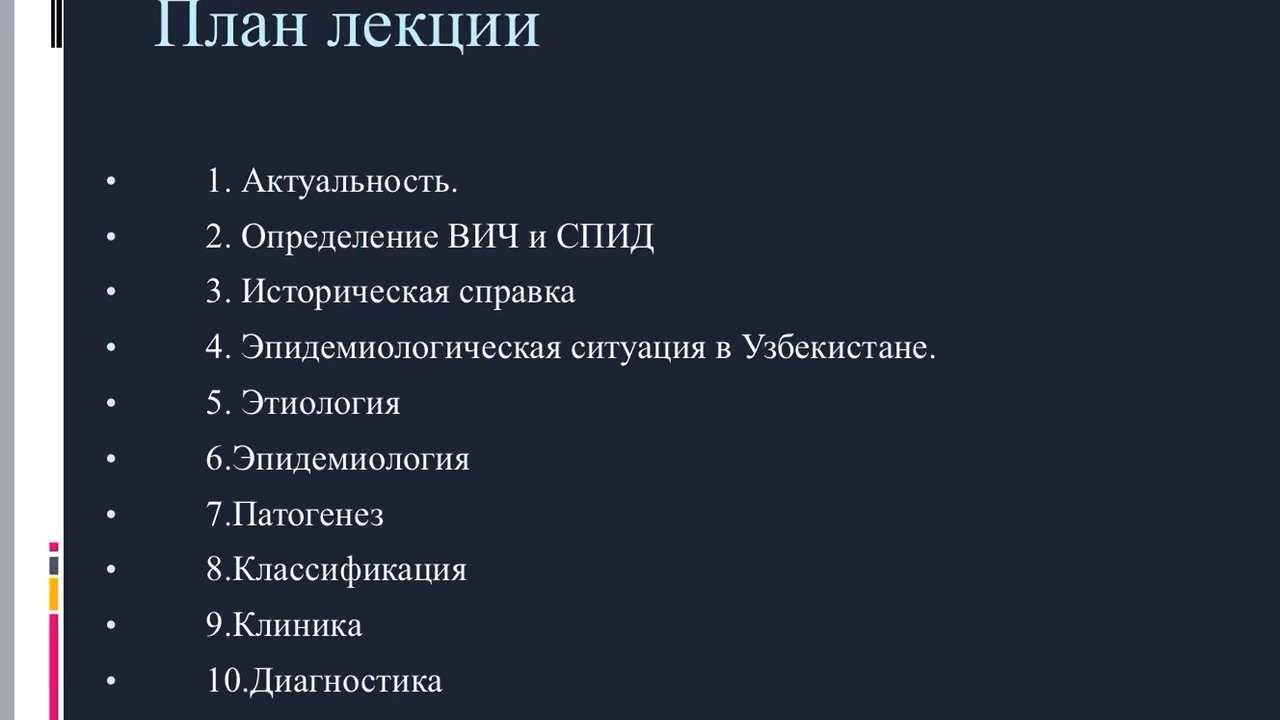 План лекции
• 1. Актуальность.
• 2. Определение ВИЧ и СПИД
• 3. Историческая справка
• 4. Эпидемиологическая ситуация в Узбекистане.
• 5. Этиология
• 6.Эпидемиология
• 7.Патогенез
• 8.Классификация
• 9.Клиника
• 10.Диагностика